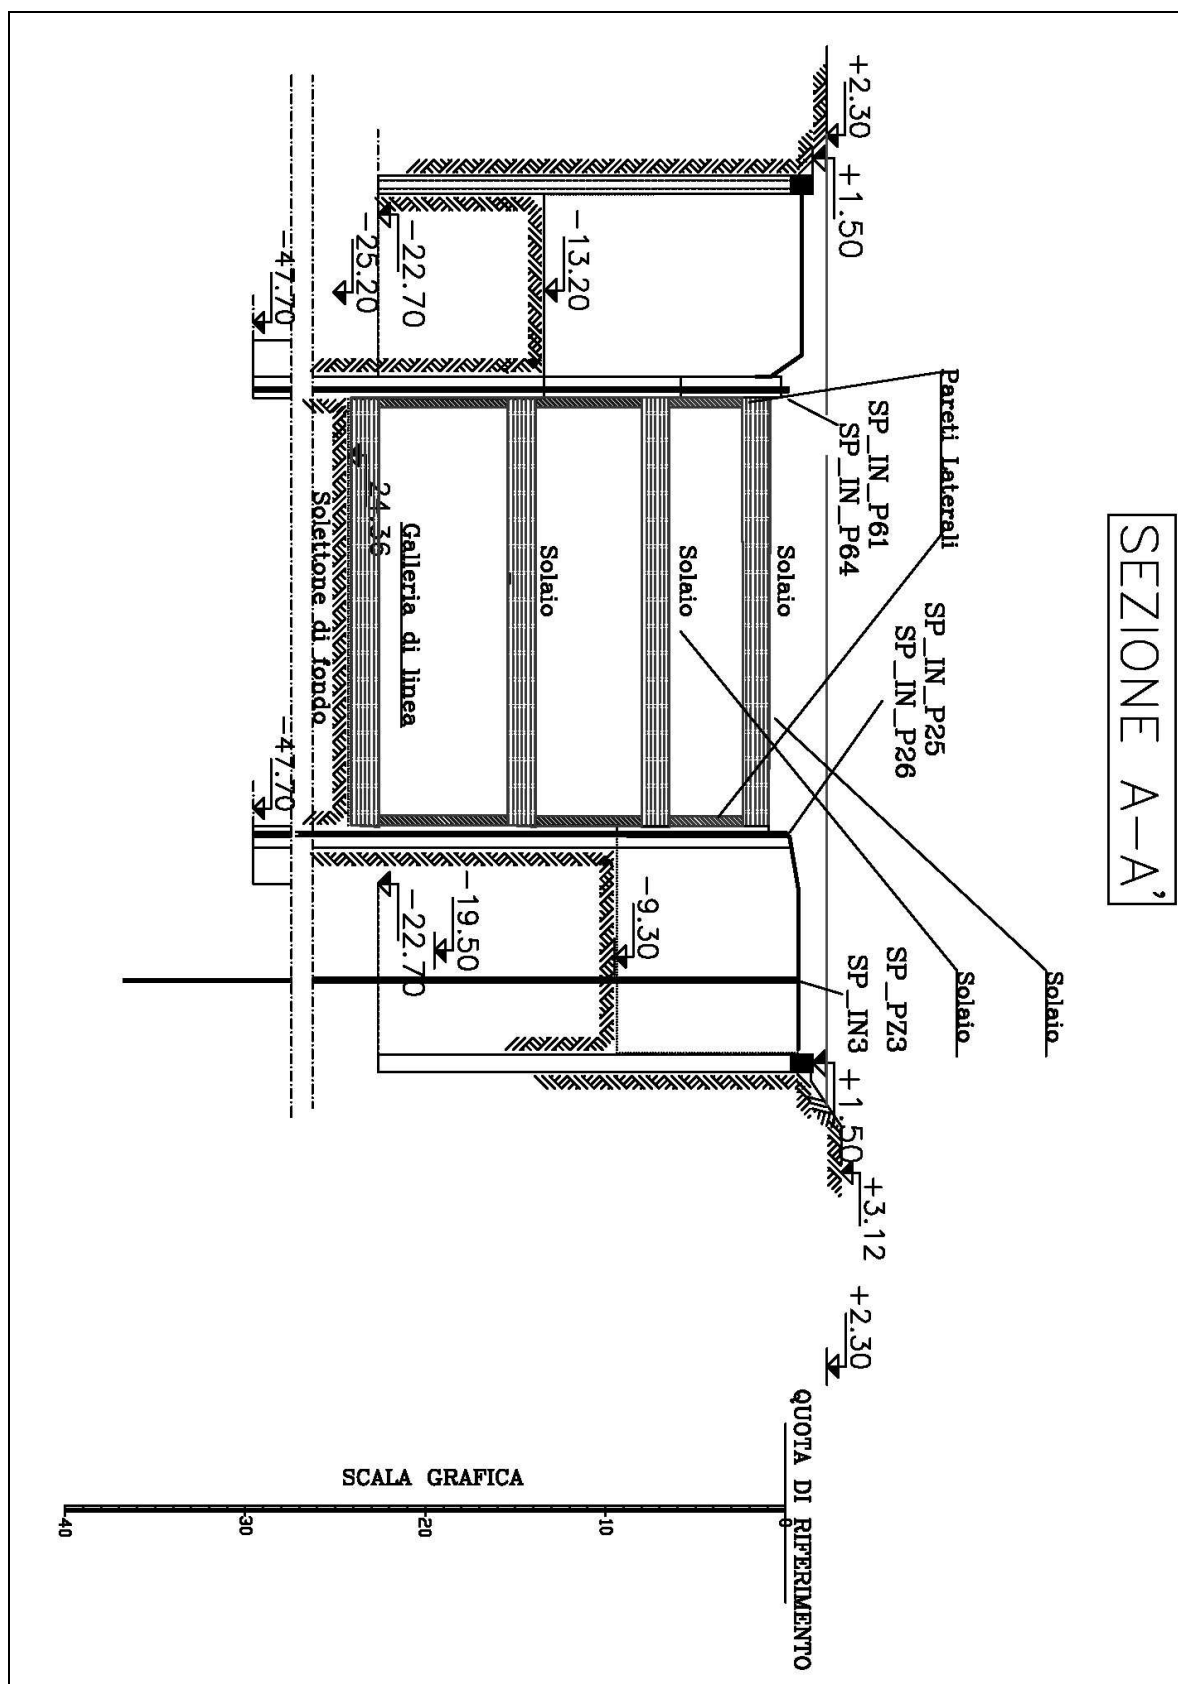 SEZIONE A-A'
Solaio
Solaio
Pareti Laterali
SP_IN_P61
SP_IN_P64
SP_IN_P25
SP_IN_P26
SP_PZ3
SP_IN3
+2.30
+1.50
+1.50
+3.12
+2.30
QUOTA DI RIFERIMENTO
Solaio
Solaio
Solaio
-13.20
-9.30
Galleria di linea
-22.70
-25.20
-24.36
-19.50
-22.70
Solettone di fondo
-47.70
-47.70
SCALA GRAFICA
0
-10
-20
-30
-40